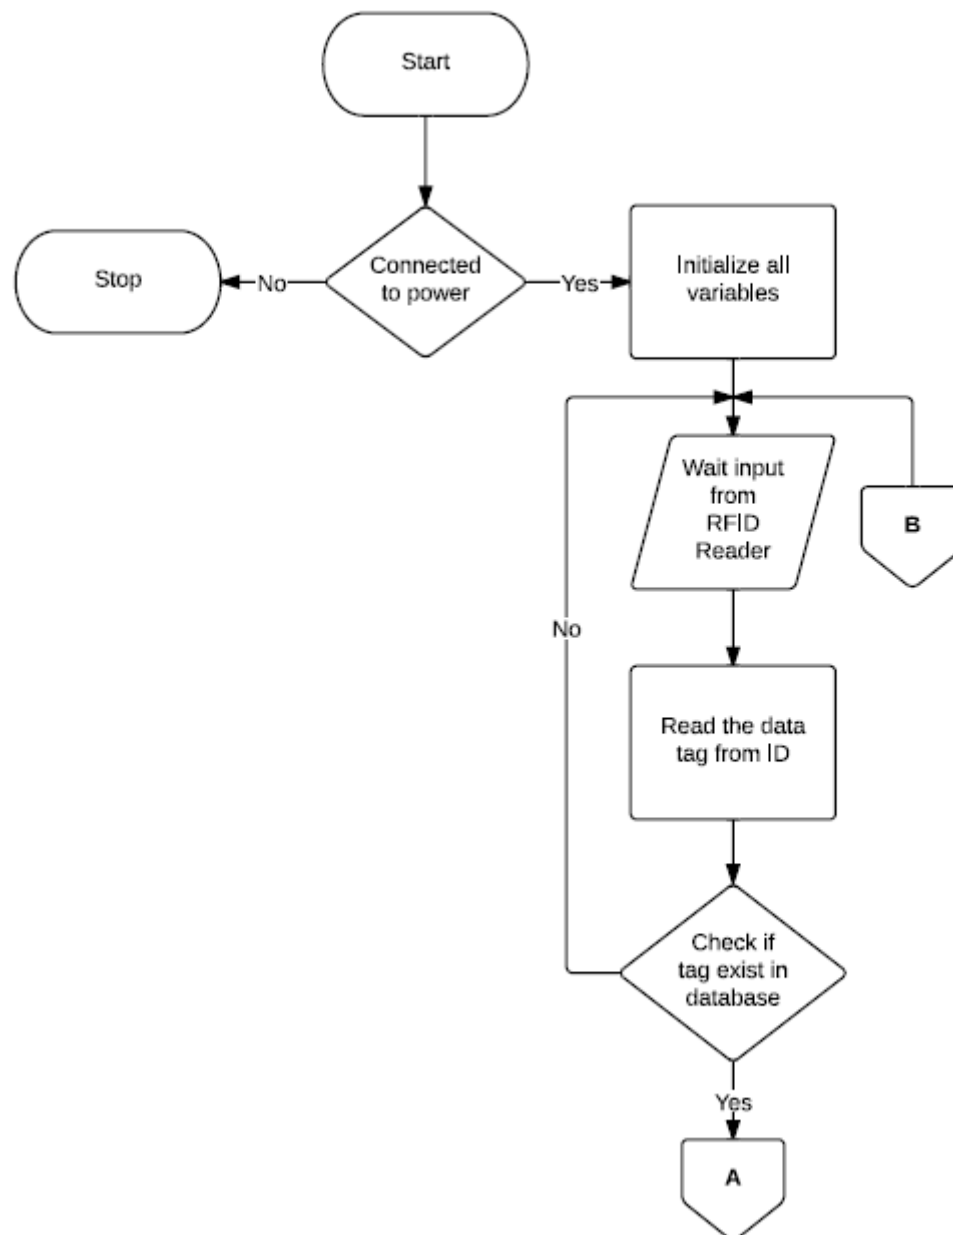 Start
Connected
to power
No
Stop
Yes
Initialize all
variables
Wait input
from
RFID
Reader
B
No
Read the data
tag from ID
Check if
tag exist in
database
Yes
A